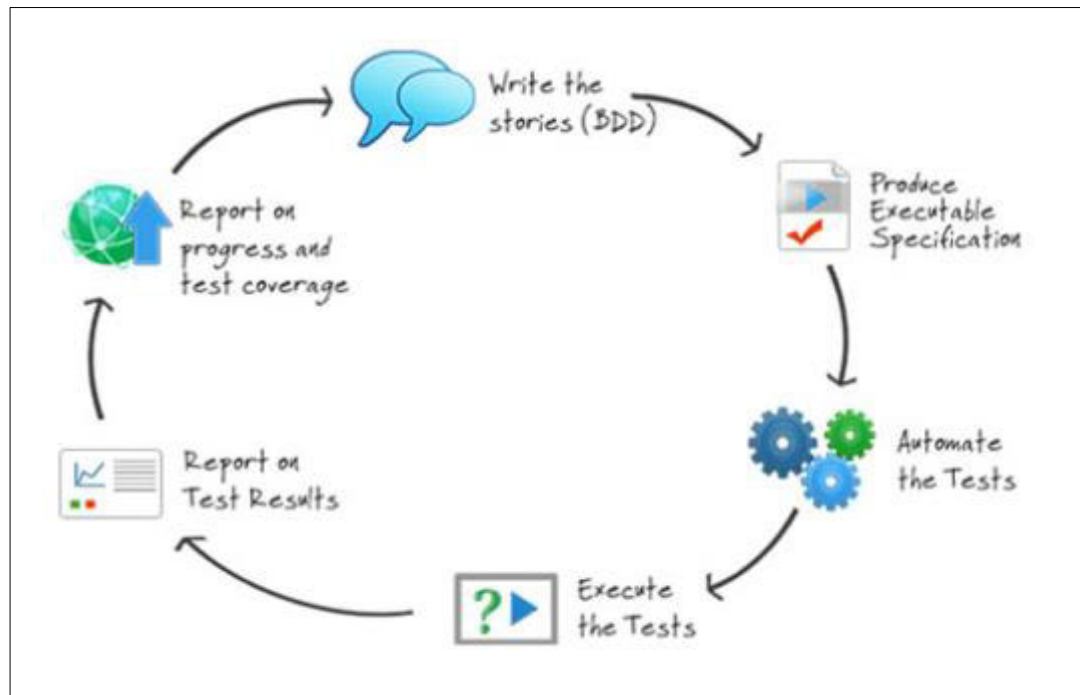 Write the
stories (BDD)
Produce
Executable
Specification
Automate
the Tests
Execute
the Tests
Report on
Test Results
Report on
progress and
test coverage